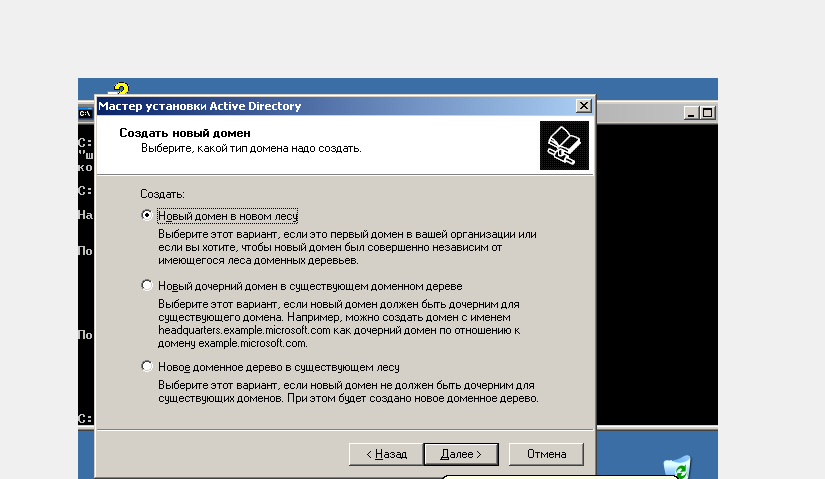 Мастер установки Active Directory
C:\
Создать новый домен
Выберите, какой тип домена надо создать.
C:
"ш
ко
C:
На
По
По
C:
Создать:
Новый домен в новом лесу
Выберите этот вариант, если это первый домен в вашей организации или
если вы хотите, чтобы новый домен был совершенно независим от
имеющегося леса доменных деревьев.
Новый дочерний домен в существующем доменном дереве
Выберите этот вариант, если новый домен должен быть дочерним для
существующего домена. Например, можно создать домен с именем
headquarters.example.microsoft.com как дочерний домен по отношению к
домену example.microsoft.com.
Новое доменное дерево в существующем лесу
Выберите этот вариант, если новый домен не должен быть дочерним для
существующих доменов. При этом будет создано новое доменное дерево.
< Назад
Далее >
Отмена